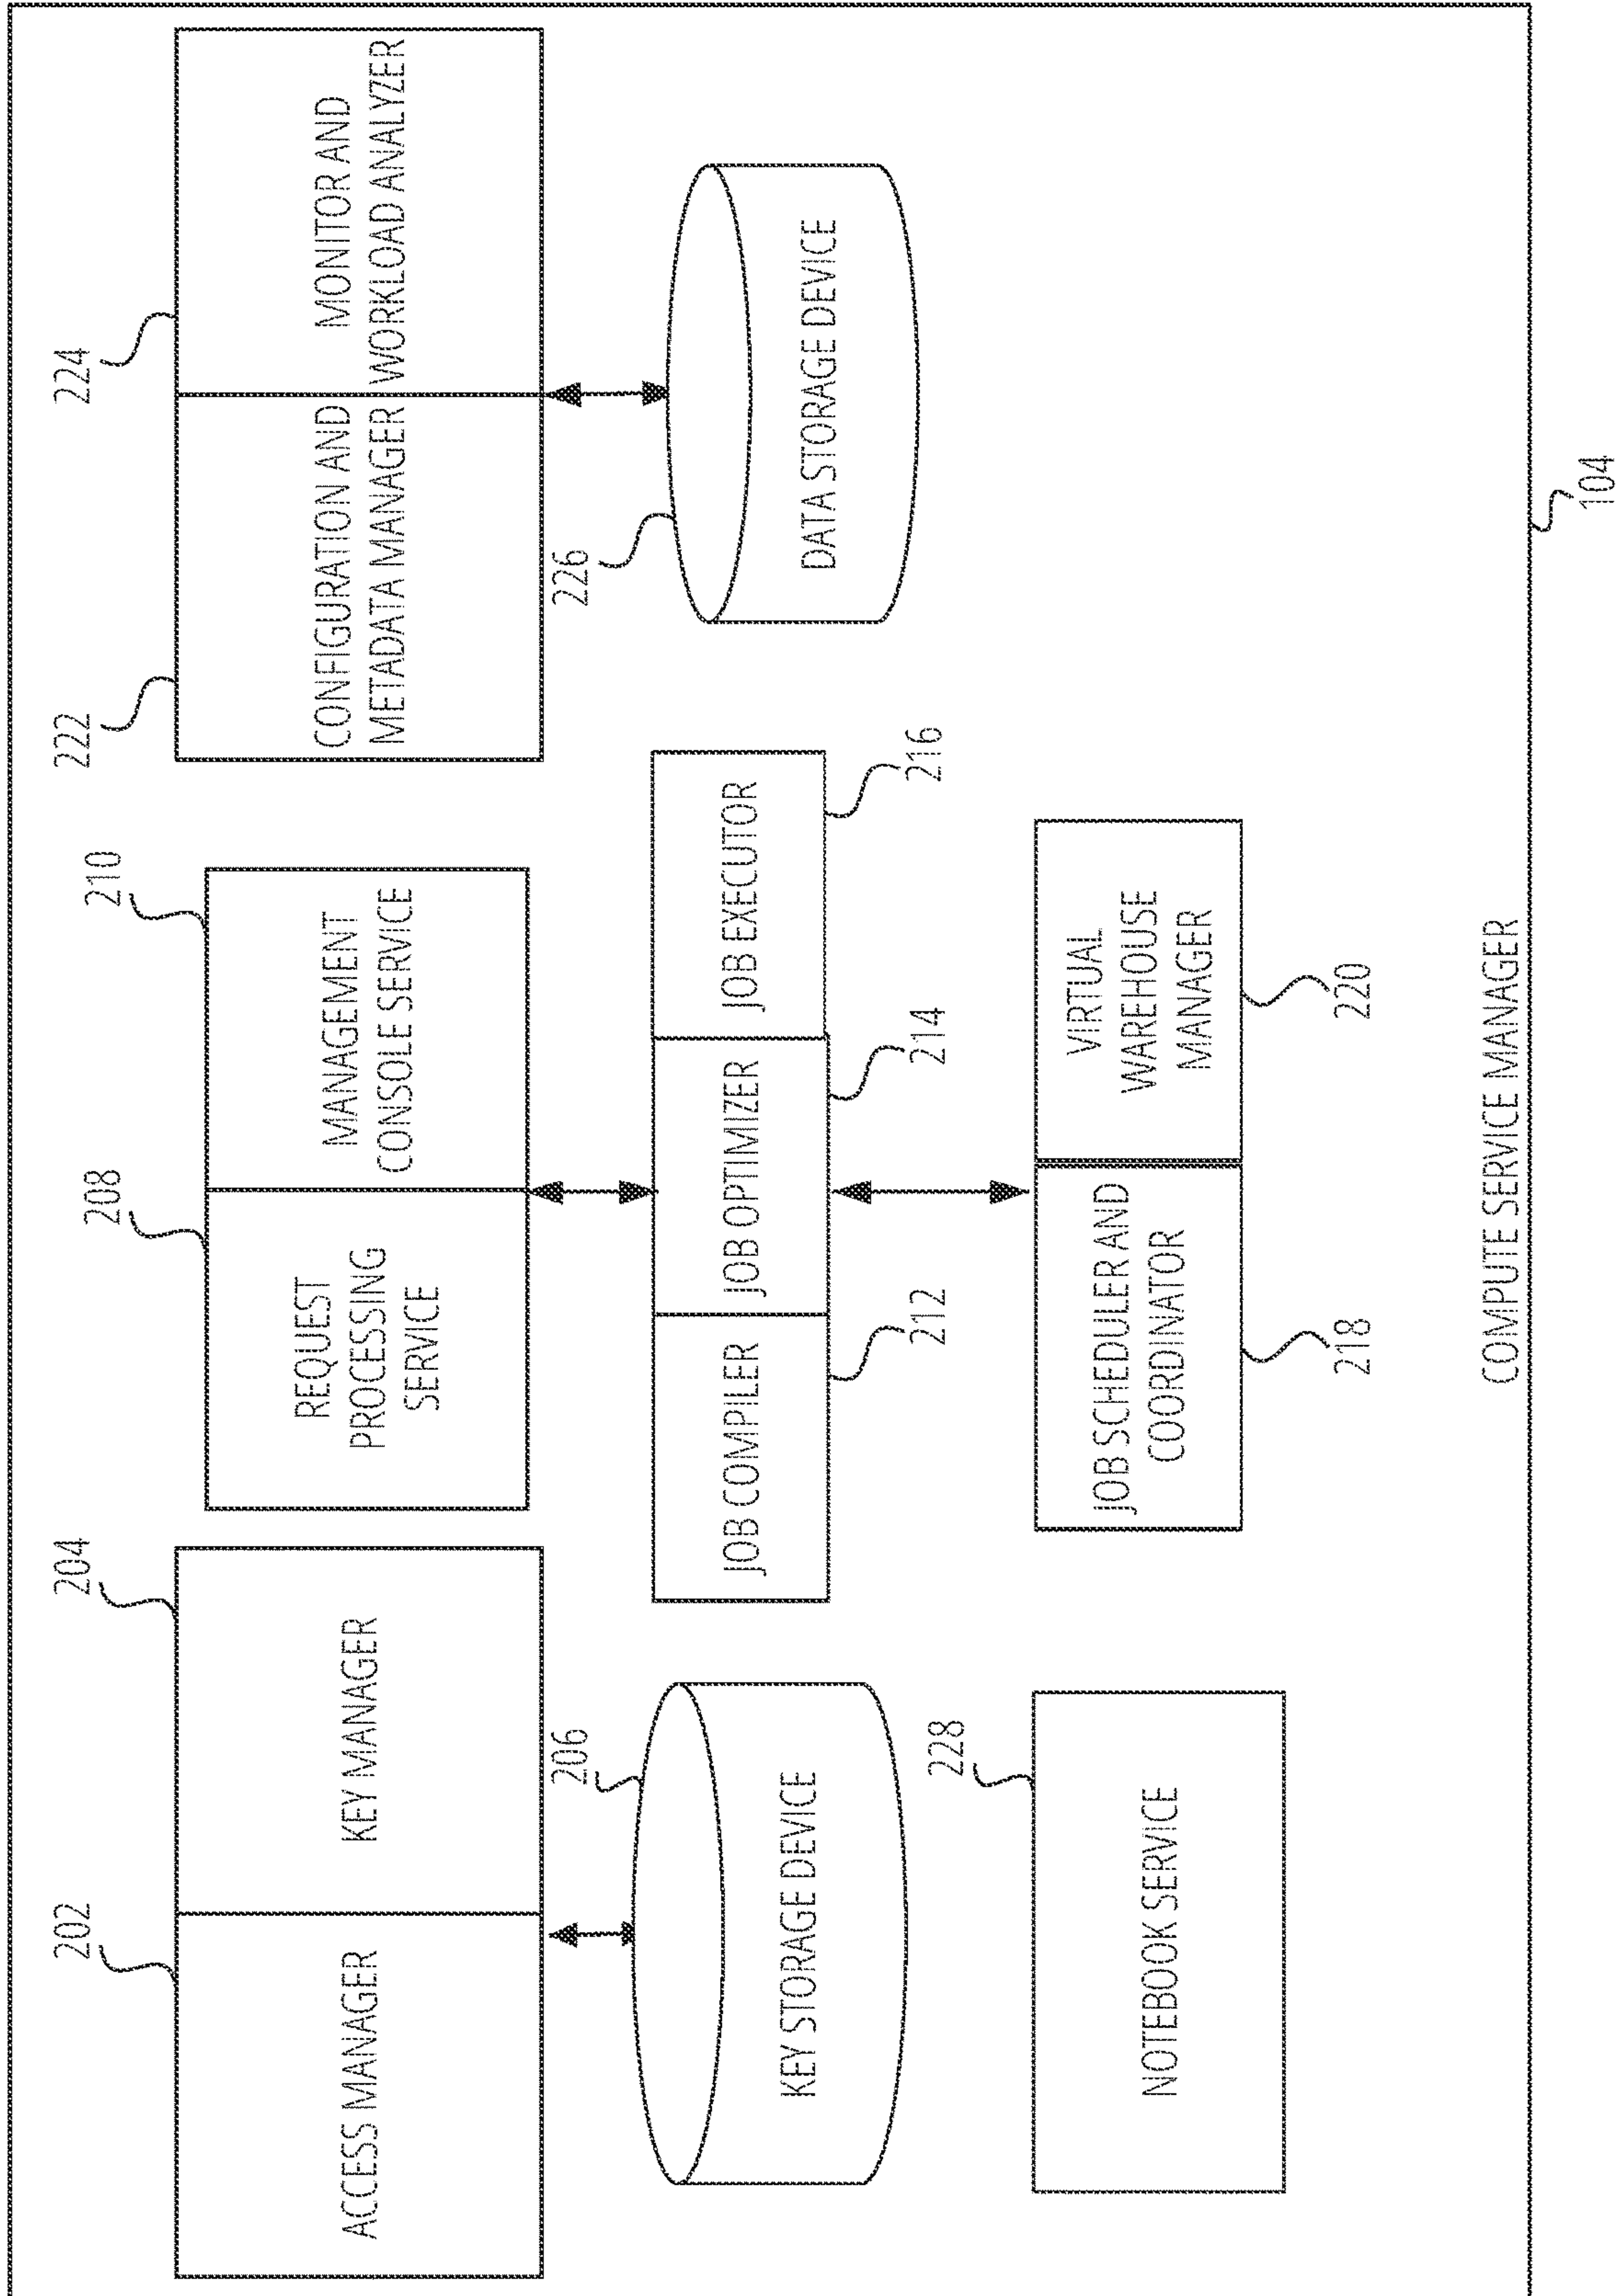 202
204
ACCESS MANAGER
KEY MANAGER
206
KEY STORAGE DEVICE
228
NOTEBOOK SERVICE
208
210
REQUEST
PROCESSING
SERVICE
MANAGEMENT
CONSOLE SERVICE
JOB COMPILER
JOB OPTIMIZER
JOB EXECUTOR
212
214
216
JOB SCHEDULER AND
COORDINATOR
VIRTUAL
WAREHOUSE
MANAGER
218
220
222
224
CONFIGURATION AND
METADATA MANAGER
MONITOR AND
WORKLOAD ANALYZER
226
DATA STORAGE DEVICE
COMPUTE SERVICE MANAGER
104